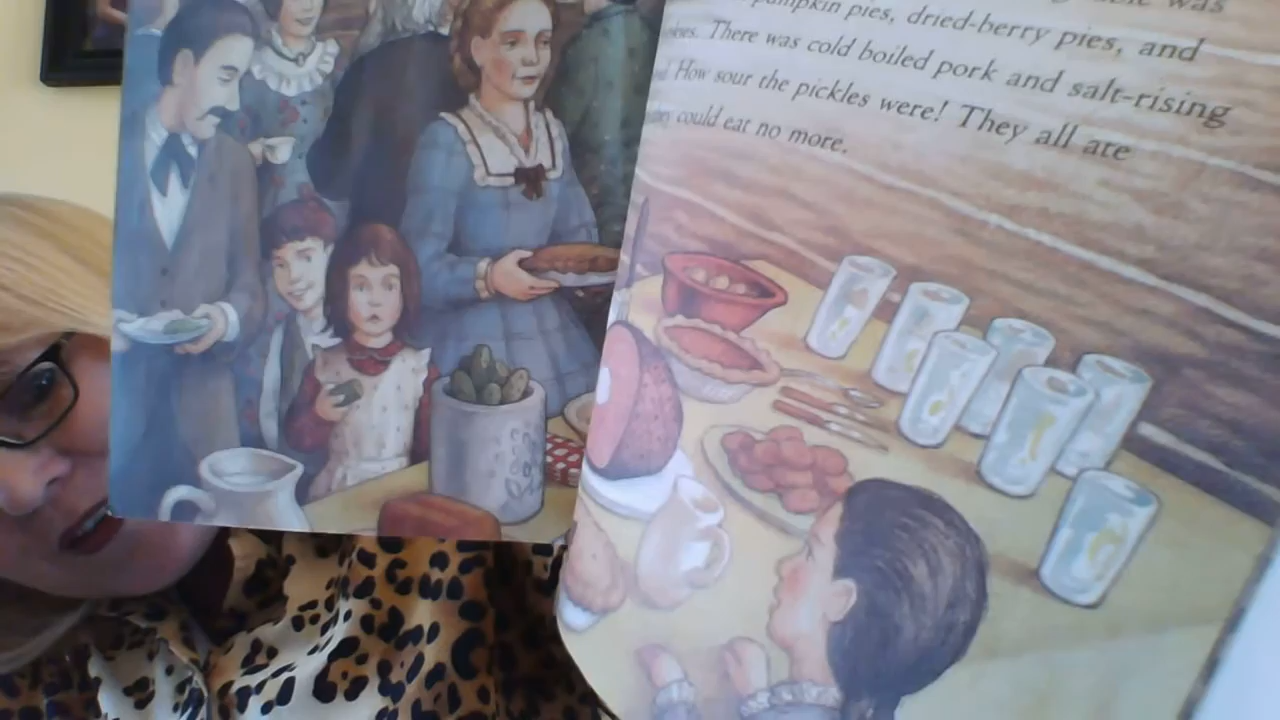 was
pumpkin pies, dried-berry pies, and
There was cold boiled pork and salt-rising
How sour the pickles were! They all ate
could eat no more.